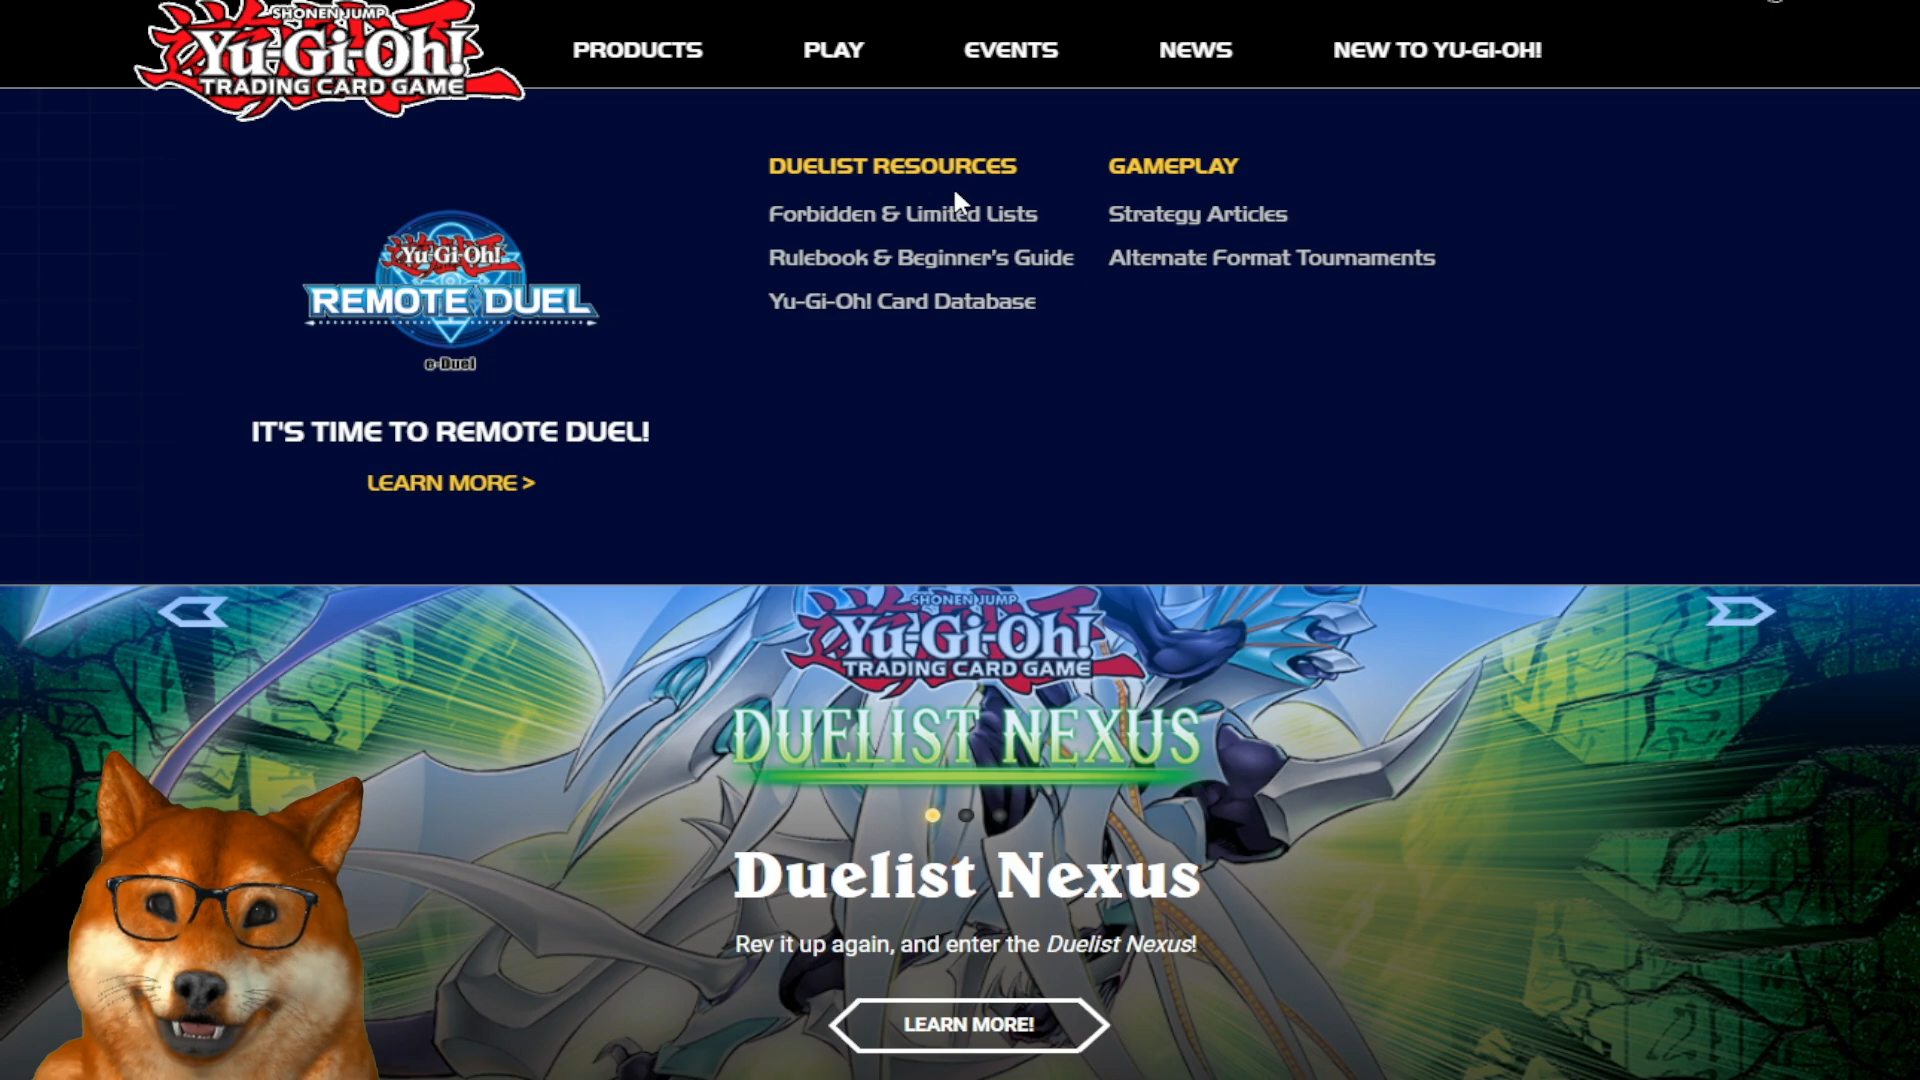 SHONEN JUMP
Yu-Gi-Oh!
TRADING CARD GAME
PRODUCTS
PLAY
EVENTS
NEWS
NEW TO YU-GI-OH!
Yu-Gi-Oh!
REMOTE DUEL
e-Duel
IT'S TIME TO REMOTE DUEL!
LEARN MORE >
DUELIST RESOURCES
Forbidden & Limited Lists
Rulebook & Beginner's Guide
Yu-Gi-Oh! Card Database
GAMEPLAY
Strategy Articles
Alternate Format Tournaments
SHONEN JUMP
Yu-Gi-Oh!
TRADING CARD GAME
DUELIST NEXUS
Duelist Nexus
Rev it up again, and enter the Duelist Nexus!
LEARN MORE!